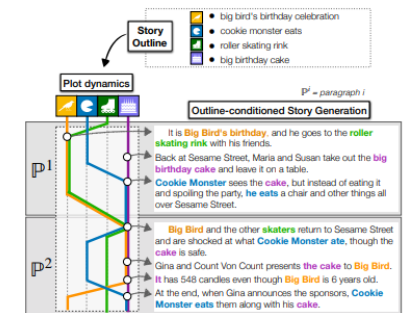 Story
Outline
• big bird's birthday celebration
• cookie monster eats
• roller skating rink
• big birthday cake
Plot dynamics
ℙⁱ = paragraph i
Outline-conditioned Story Generation
ℙ¹
It is Big Bird's birthday, and he goes to the roller
skating rink with his friends.
Back at Sesame Street, Maria and Susan take out the big
birthday cake and leave it on a table.
Cookie Monster sees the cake, but instead of eating it
and spoiling the party, he eats a chair and other things all
over Sesame Street.
ℙ²
Big Bird and the other skaters return to Sesame Street
and are shocked at what Cookie Monster ate, though the
cake is safe.
Gina and Count Von Count presents the cake to Big Bird.
It has 548 candles even though Big Bird is 6 years old.
At the end, when Gina announces the sponsors, Cookie
Monster eats them along with his cake.